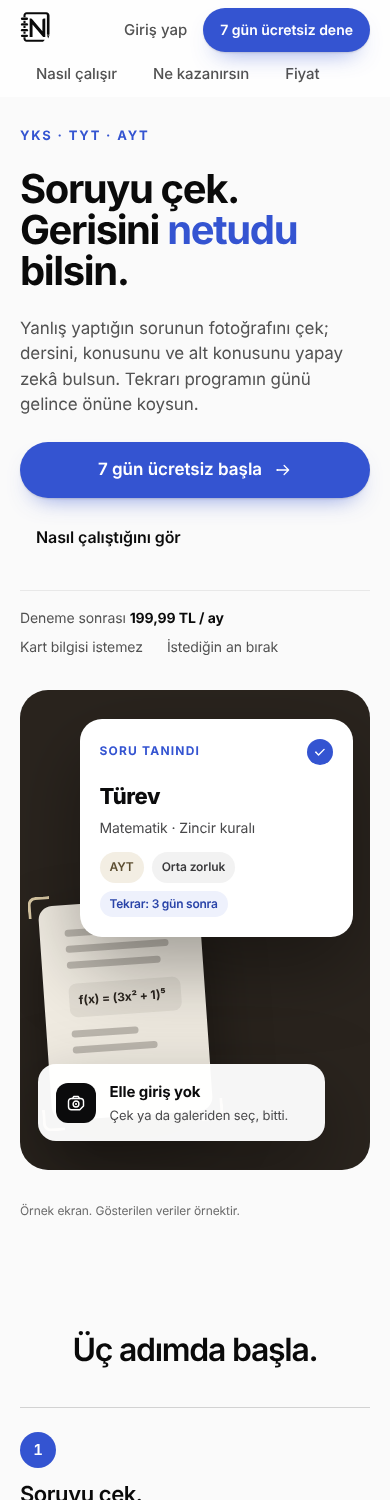 N
Giriş yap
7 gün ücretsiz dene
Nasıl çalışır
Ne kazanırsın
Fiyat
YKS · TYT · AYT
Soruyu çek.
Gerisini netudu
bilsin.
Yanlış yaptığın sorunun fotoğrafını çek;
dersini, konusunu ve alt konusunu yapay
zekâ bulsun. Tekrarı programın günü
gelince önüne koysun.
7 gün ücretsiz başla →
Nasıl çalıştığını gör
Deneme sonrası 199,99 TL / ay
Kart bilgisi istemez
İstediğin an bırak
SORU TANINDI
Türev
Matematik · Zincir kuralı
AYT
Orta zorluk
Tekrar: 3 gün sonra
f(x) = (3x² + 1)⁵
Elle giriş yok
Çek ya da galeriden seç, bitti.
Örnek ekran. Gösterilen veriler örnektir.
Üç adımda başla.
1
Soruyu çek.